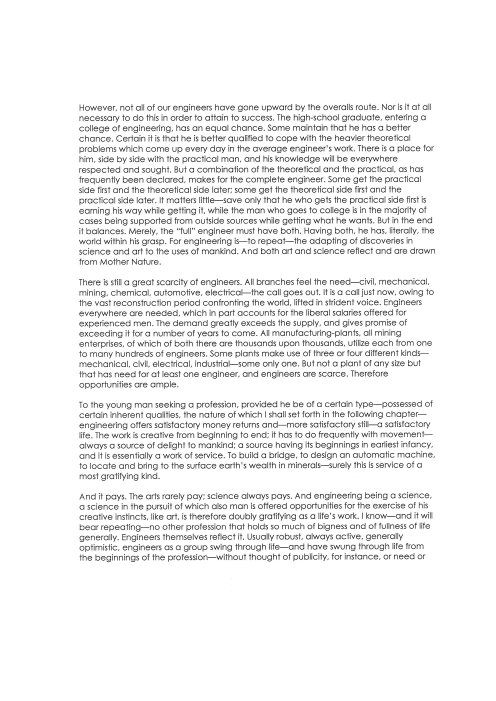 However, not all of our engineers have gone upward by the overalls route. Nor is it at all
necessary to do this in order to attain to success. The high-school graduate, entering a
college of engineering, has an equal chance. Some maintain that he has a better
chance. Certain it is that he is better qualified to cope with the heavier theoretical
problems which come up every day in the average engineer's work. There is a place for
him, side by side with the practical man, and his knowledge will be everywhere
respected and sought. But a combination of the theoretical and the practical, as has
frequently been declared, makes for the complete engineer. Some get the practical
side first and the theoretical side later; some get the theoretical side first and the
practical side later. It matters little—save only that he who gets the practical side first is
earning his way while getting it, while the man who goes to college is in the majority of
cases being supported from outside sources while getting what he wants. But in the end
it balances. Merely, the "full" engineer must have both. Having both, he has, literally, the
world within his grasp. For engineering is—to repeat—the adapting of discoveries in
science and art to the uses of mankind. And both art and science reflect and are drawn
from Mother Nature.
There is still a great scarcity of engineers. All branches feel the need—civil, mechanical,
mining, chemical, automotive, electrical—the call goes out. It is a call just now, owing to
the vast reconstruction period confronting the world, lifted in strident voice. Engineers
everywhere are needed, which in part accounts for the liberal salaries offered for
experienced men. The demand greatly exceeds the supply, and gives promise of
exceeding it for a number of years to come. All manufacturing-plants, all mining
enterprises, of which of both there are thousands upon thousands, utilize each from one
to many hundreds of engineers. Some plants make use of three or four different kinds—
mechanical, civil, electrical, industrial—some only one. But not a plant of any size but
that has need for at least one engineer, and engineers are scarce. Therefore
opportunities are ample.
To the young man seeking a profession, provided he be of a certain type—possessed of
certain inherent qualities, the nature of which I shall set forth in the following chapter—
engineering offers satisfactory money returns and—more satisfactory still—a satisfactory
life. The work is creative from beginning to end; it has to do frequently with movement—
always a source of delight to mankind; a source having its beginnings in earliest infancy,
and it is essentially a work of service. To build a bridge, to design an automatic machine,
to locate and bring to the surface earth's wealth in minerals—surely this is service of a
most gratifying kind.
And it pays. The arts rarely pay; science always pays. And engineering being a science,
a science in the pursuit of which also man is offered opportunities for the exercise of his
creative instincts, like art, is therefore doubly gratifying as a life's work. I know—and it will
bear repeating—no other profession that holds so much of bigness and of fullness of life
generally. Engineers themselves reflect it. Usually robust, always active, generally
optimistic, engineers as a group swing through life—and have swung through life from
the beginnings of the profession—without thought of publicity, for instance, or need or